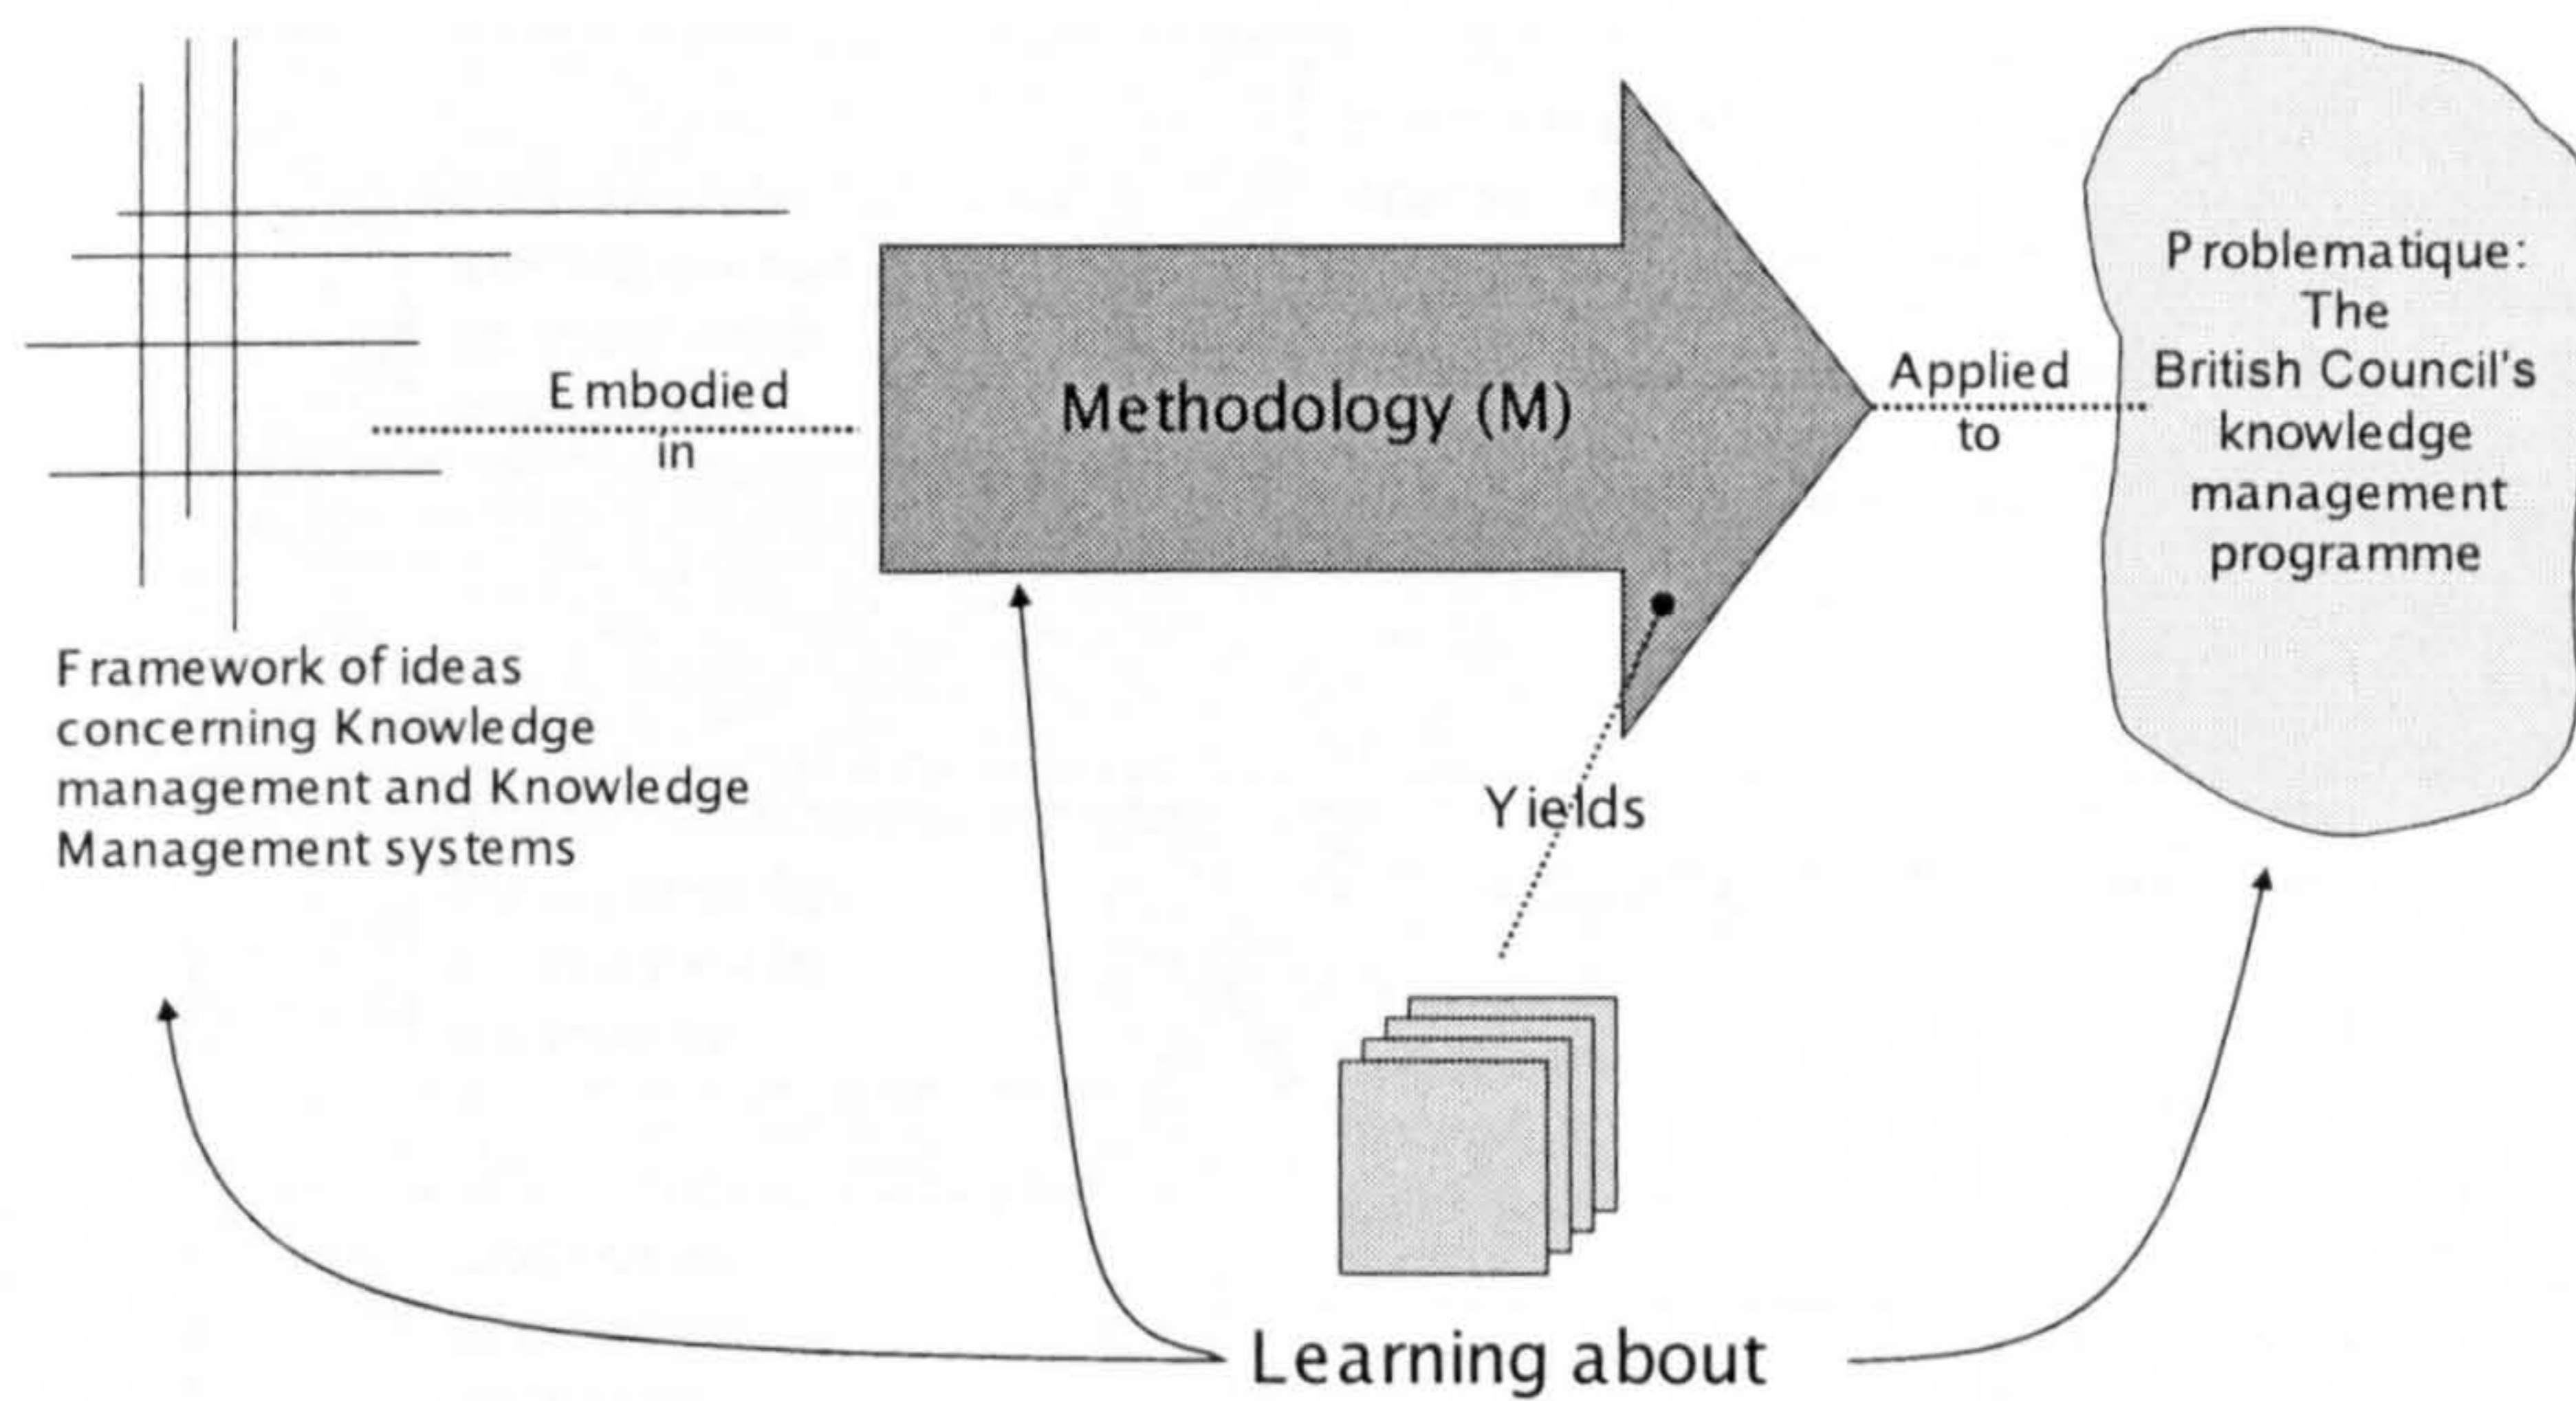 Framework of ideas
concerning Knowledge
management and Knowledge
Management systems
Embodied
in
Methodology (M)
Applied
to
Problematique:
The
British Council's
knowledge
management
programme
Yields
Learning about